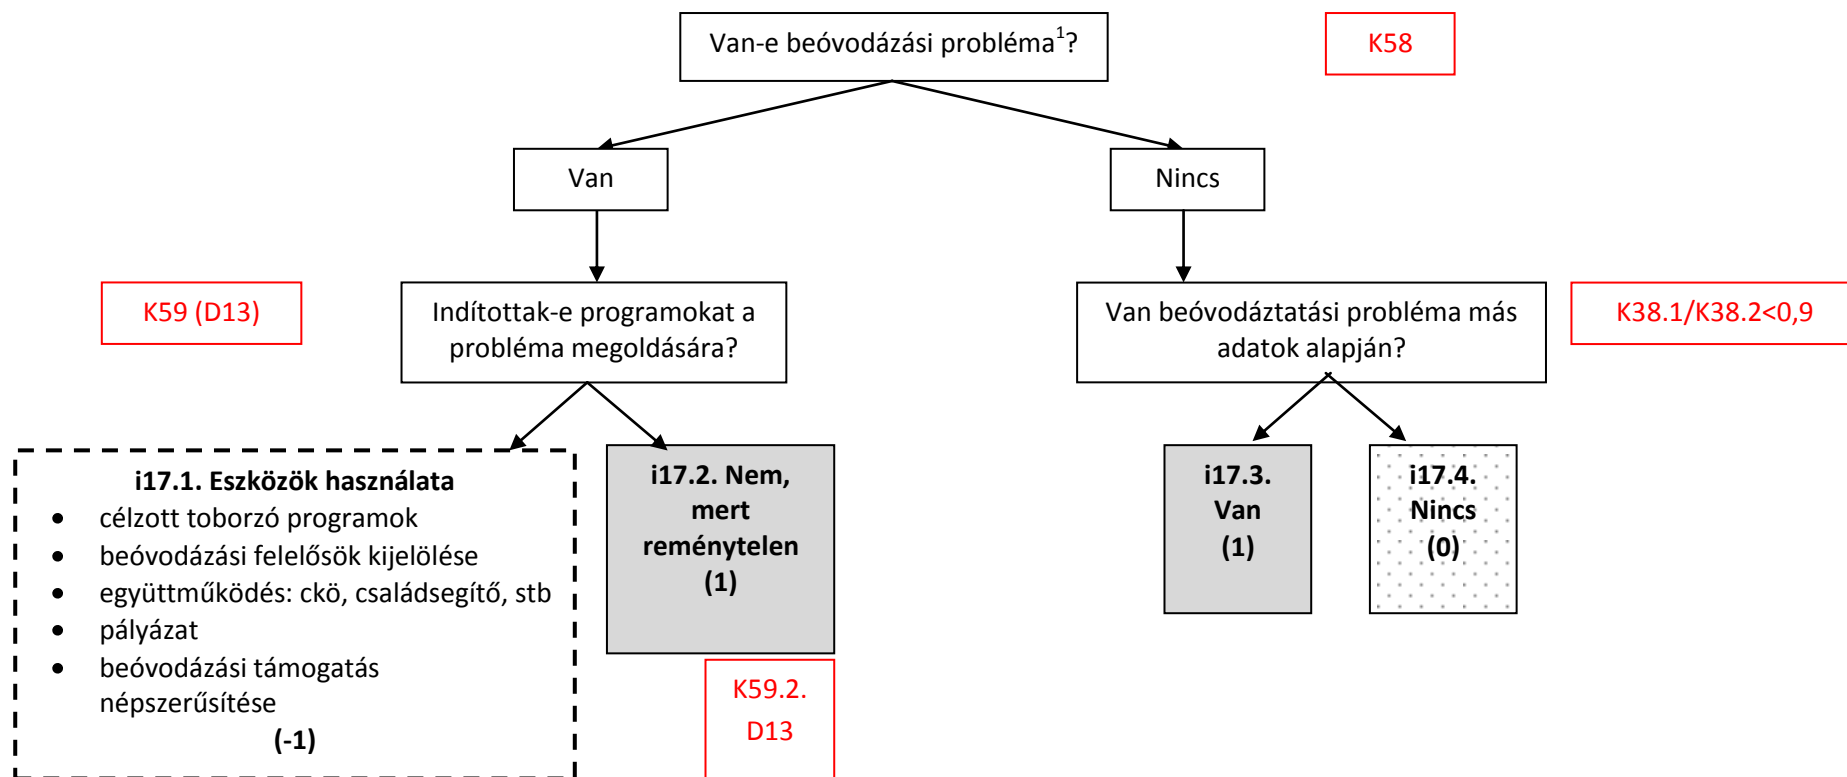 Van-e beóvodázási probléma¹?
K58
Van
Nincs
K59 (D13)
Indítottak-e programokat a
probléma megoldására?
Van beóvodáztatási probléma más
adatok alapján?
K38.1/K38.2<0,9
i17.1. Eszközök használata
• célzott toborzó programok
• beóvodázási felelősök kijelölése
• együttműködés: ckö, családsegítő, stb
• pályázat
• beóvodázási támogatás
népszerűsítése
(-1)
i17.2. Nem,
mert
reménytelen
(1)
K59.2.
D13
i17.3.
Van
(1)
i17.4.
Nincs
(0)